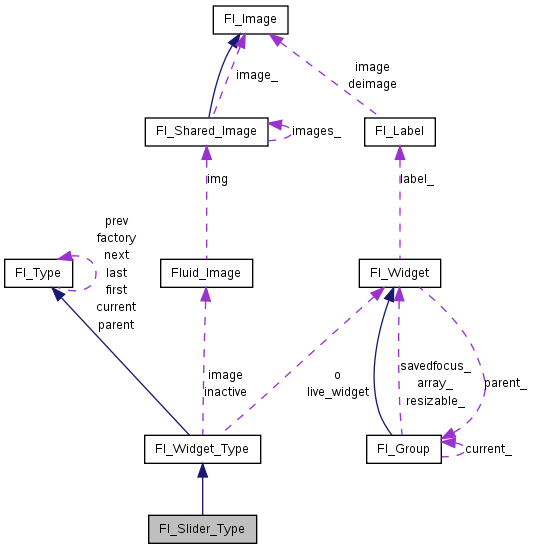 Fl_Image
image
deimage
image_
Fl_Shared_Image
images_
Fl_Label
img
label_
prev
factory
next
last
first
current
parent
Fl_Type
Fluid_Image
Fl_Widget
image
inactive
o
live_widget
savedfocus_
array_
resizable_
parent_
Fl_Widget_Type
Fl_Group
current_
Fl_Slider_Type